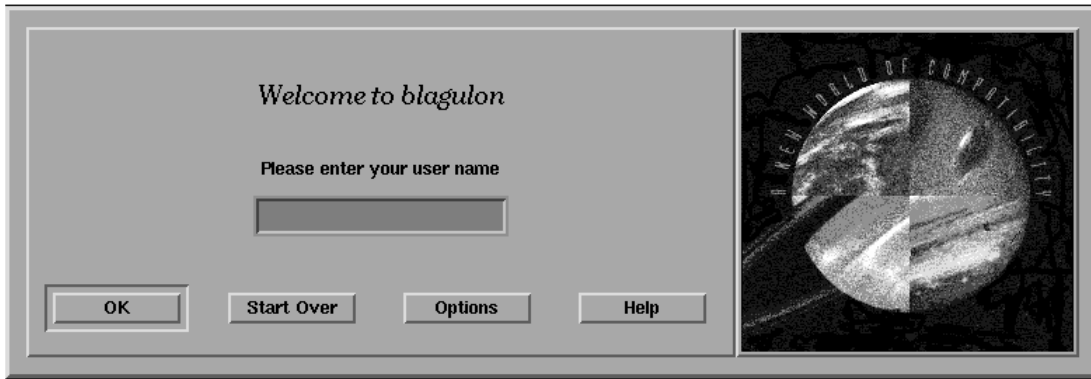 Welcome to blagulon
Please enter your user name
OK Start Over Options Help
A NEW WORLD OF COMPATIBILITY